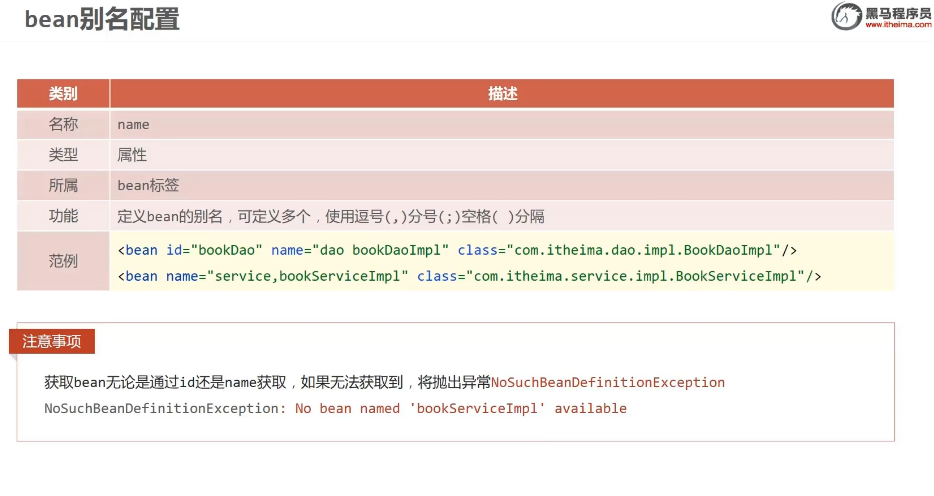 bean别名配置
黑马程序员
www.itheima.com
类别 描述
名称 name
类型 属性
所属 bean标签
功能 定义bean的别名，可定义多个，使用逗号(,)分号(;)空格( )分隔
范例
<bean id="bookDao" name="dao bookDaoImpl" class="com.itheima.dao.impl.BookDaoImpl"/>
<bean name="service,bookServiceImpl" class="com.itheima.service.impl.BookServiceImpl"/>
注意事项
获取bean无论是通过id还是name获取，如果无法获取到，将抛出异常NoSuchBeanDefinitionException
NoSuchBeanDefinitionException: No bean named 'bookServiceImpl' available